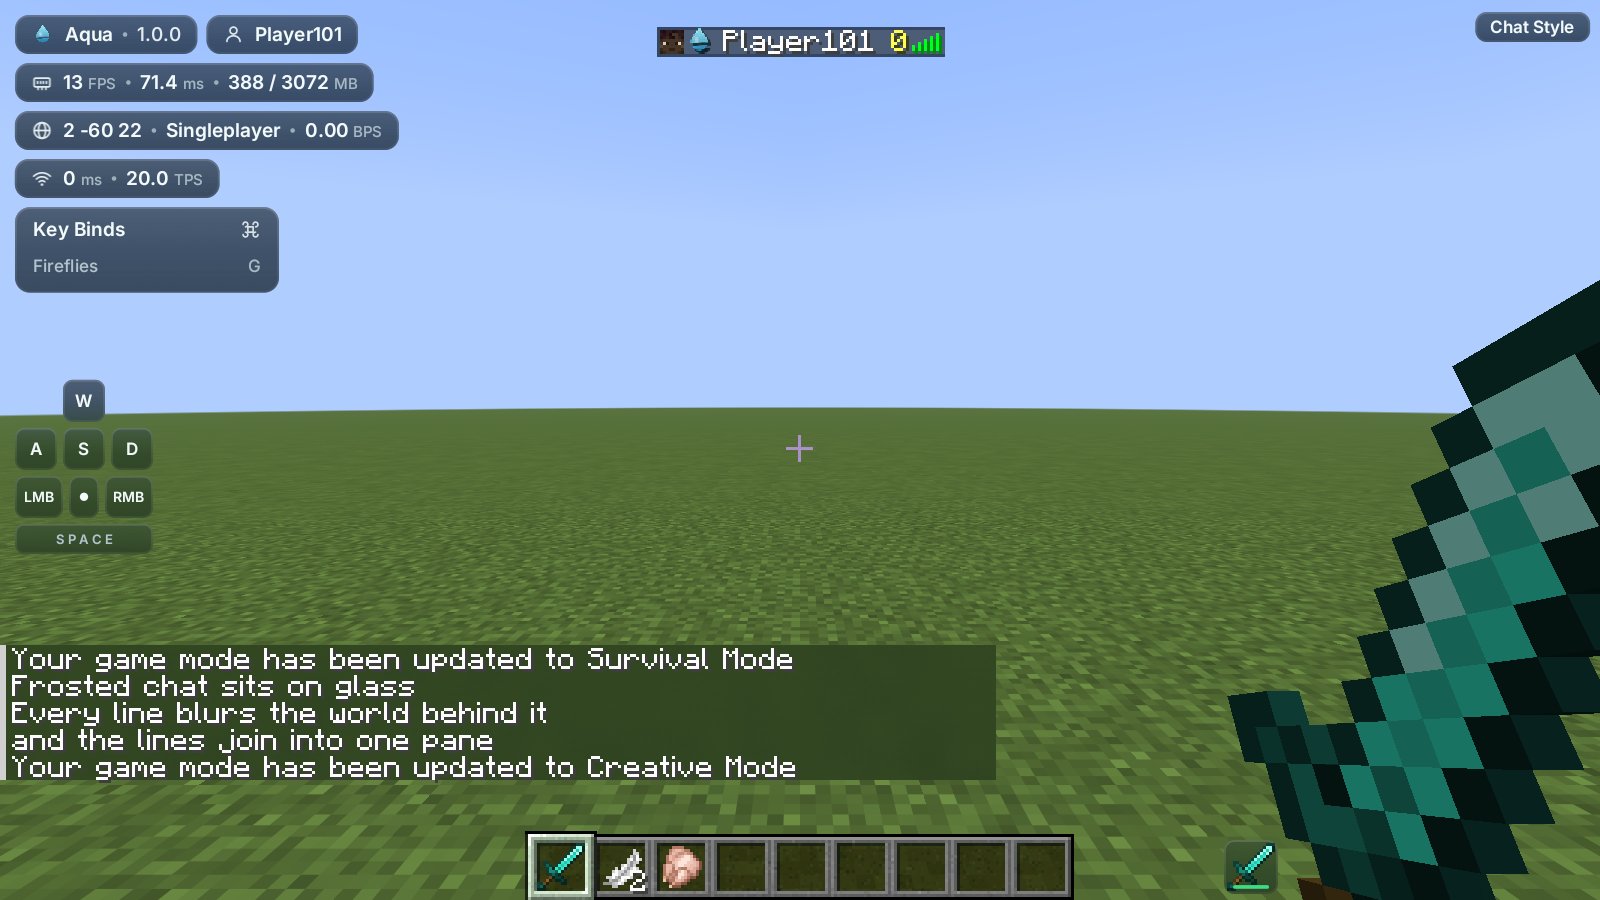 Aqua • 1.0.0
Player101
13 FPS • 71.4 ms • 388 / 3072 MB
2 -60 22 • Singleplayer • 0.00 BPS
0 ms • 20.0 TPS
Key Binds ⌘
Fireflies G
Player101 0
Chat Style
W
A S D
LMB • RMB
SPACE
Your game mode has been updated to Survival Mode
Frosted chat sits on glass
Every line blurs the world behind it
and the lines join into one pane
Your game mode has been updated to Creative Mode
2